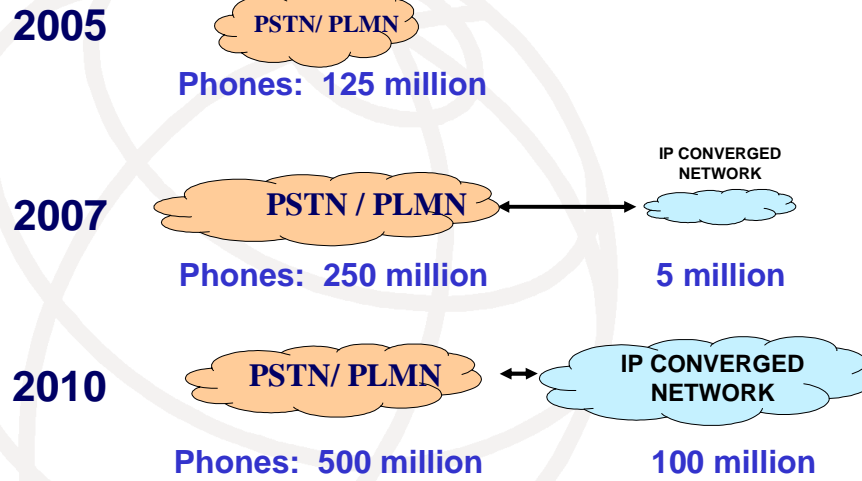 2005
PSTN/ PLMN
Phones:  125 million
IP CONVERGED
NETWORK
2007
PSTN / PLMN
Phones:  250 million
5 million
2010
PSTN/ PLMN
IP CONVERGED
NETWORK
Phones:  500 million
100 million